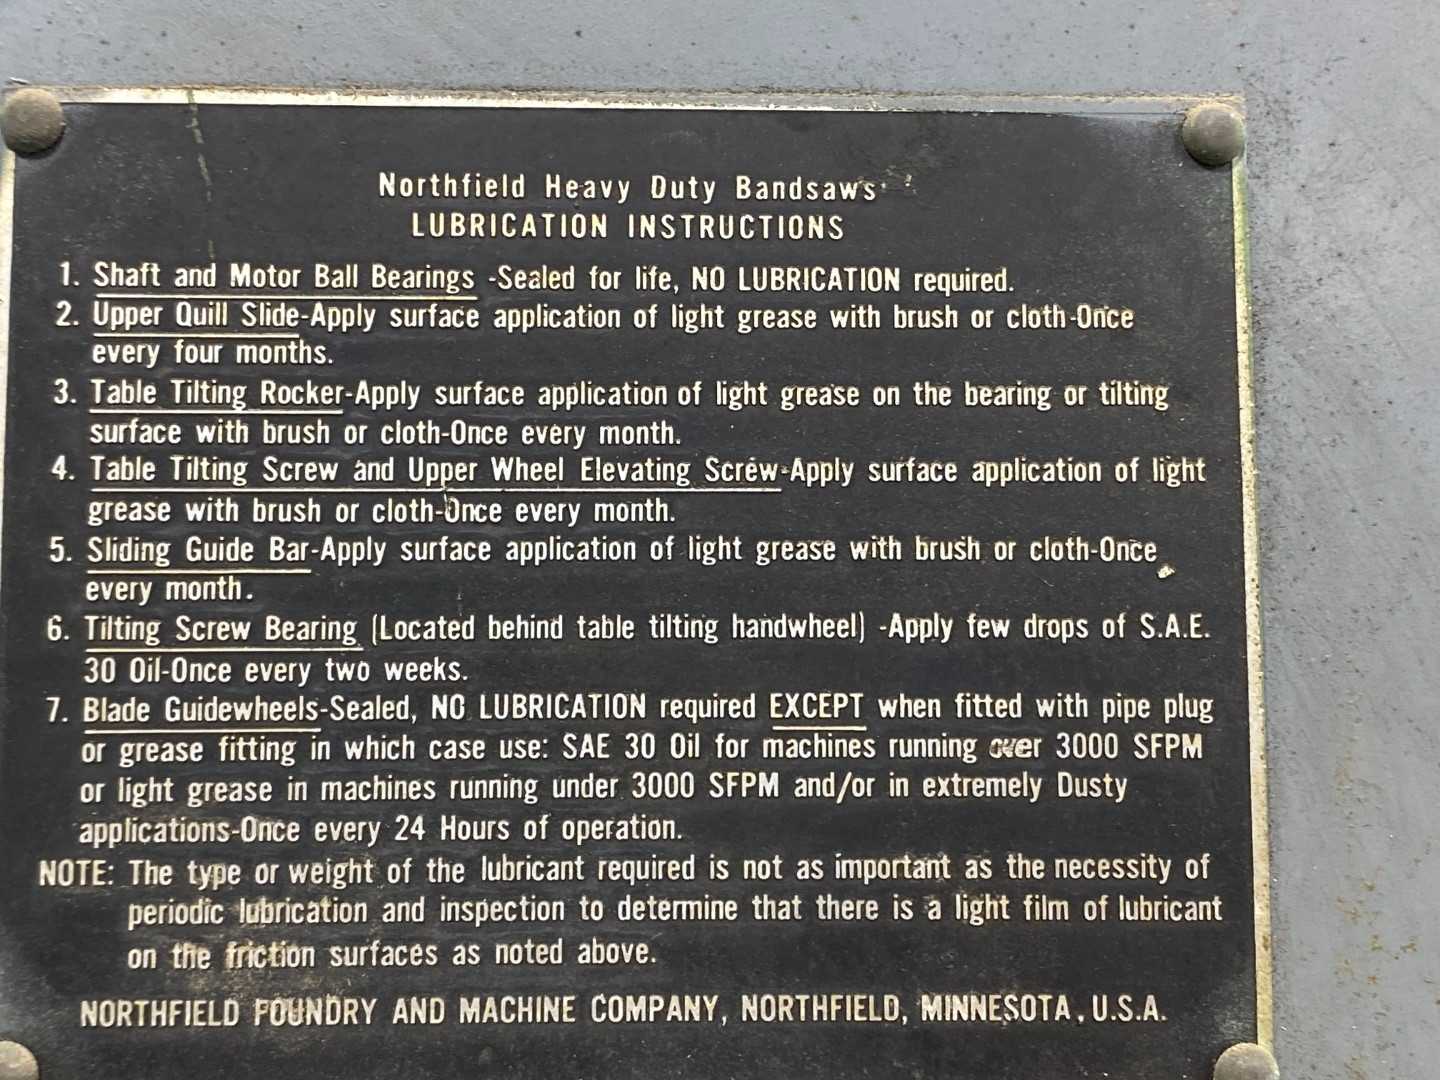 Northfield Heavy Duty Bandsaws
LUBRICATION INSTRUCTIONS
1. Shaft and Motor Ball Bearings -Sealed for life, NO LUBRICATION required.
2. Upper Quill Slide-Apply surface application of light grease with brush or cloth-Once
every four months.
3. Table Tilting Rocker-Apply surface application of light grease on the bearing or tilting
surface with brush or cloth-Once every month.
4. Table Tilting Screw and Upper Wheel Elevating Screw-Apply surface application of light
grease with brush or cloth-Once every month.
5. Sliding Guide Bar-Apply surface application of light grease with brush or cloth-Once
every month.
6. Tilting Screw Bearing (Located behind table tilting handwheel) -Apply few drops of S.A.E.
30 Oil-Once every two weeks.
7. Blade Guidewheels-Sealed, NO LUBRICATION required EXCEPT when fitted with pipe plug
or grease fitting in which case use: SAE 30 Oil for machines running over 3000 SFPM
or light grease in machines running under 3000 SFPM and/or in extremely Dusty
applications-Once every 24 Hours of operation.
NOTE: The type or weight of the lubricant required is not as important as the necessity of
periodic lubrication and inspection to determine that there is a light film of lubricant
on the friction surfaces as noted above.
NORTHFIELD FOUNDRY AND MACHINE COMPANY, NORTHFIELD, MINNESOTA, U.S.A.